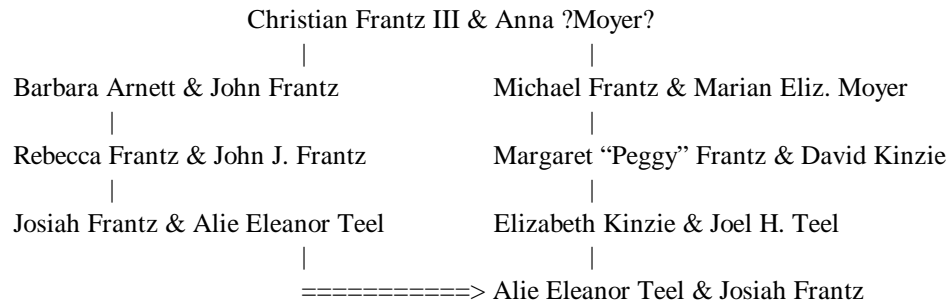 Christian Frantz III & Anna ?Moyer?
| |
Barbara Arnett & John Frantz Michael Frantz & Marian Eliz. Moyer
| |
Rebecca Frantz & John J. Frantz Margaret “Peggy” Frantz & David Kinzie
| |
Josiah Frantz & Alie Eleanor Teel Elizabeth Kinzie & Joel H. Teel
| |
===========> Alie Eleanor Teel & Josiah Frantz